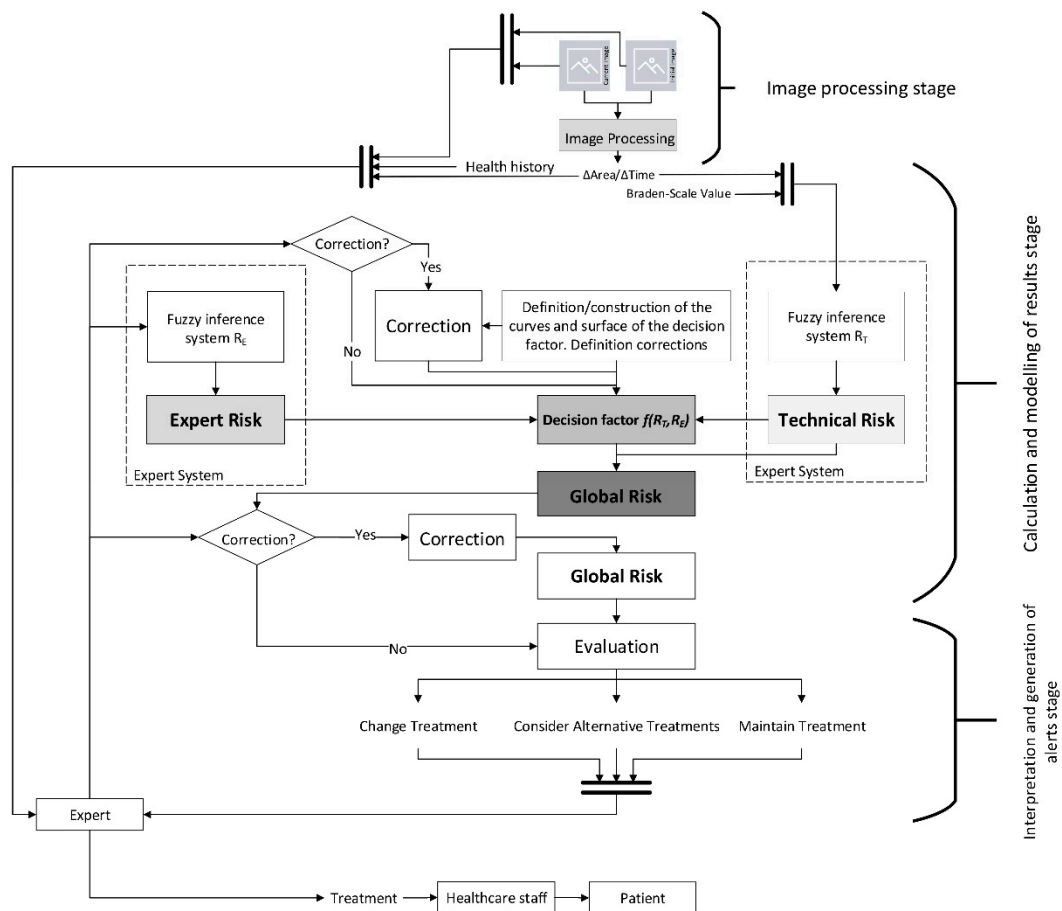 Current Image
Initial Image
Image processing stage
Image Processing
Health history
ΔArea/ΔTime
Braden-Scale Value
Correction?
Yes
No
Correction
Definition/construction of the
curves and surface of the decision
factor. Definition corrections
Fuzzy inference
system R_E
Fuzzy inference
system R_T
Expert Risk
Decision factor f(R_T,R_E)
Technical Risk
Expert System
Expert System
Global Risk
Correction?
Yes
Correction
Global Risk
No
Evaluation
Calculation and modelling of results stage
Change Treatment
Consider Alternative Treatments
Maintain Treatment
Interpretation and generation of
alerts stage
Expert
Treatment
Healthcare staff
Patient